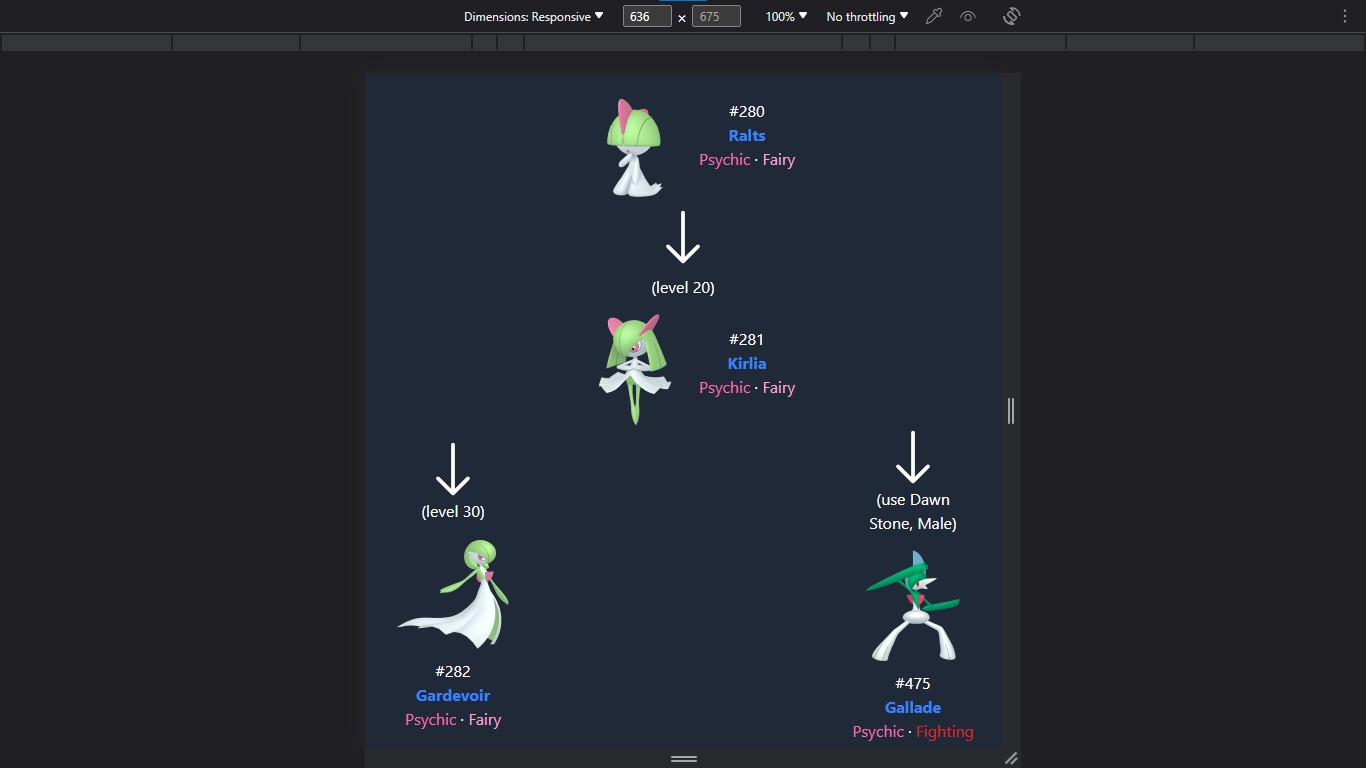 Dimensions: Responsive 636 × 675 100% No throttling
#280
Ralts
Psychic · Fairy
(level 20)
#281
Kirlia
Psychic · Fairy
(level 30)
#282
Gardevoir
Psychic · Fairy
(use Dawn
Stone, Male)
#475
Gallade
Psychic · Fighting